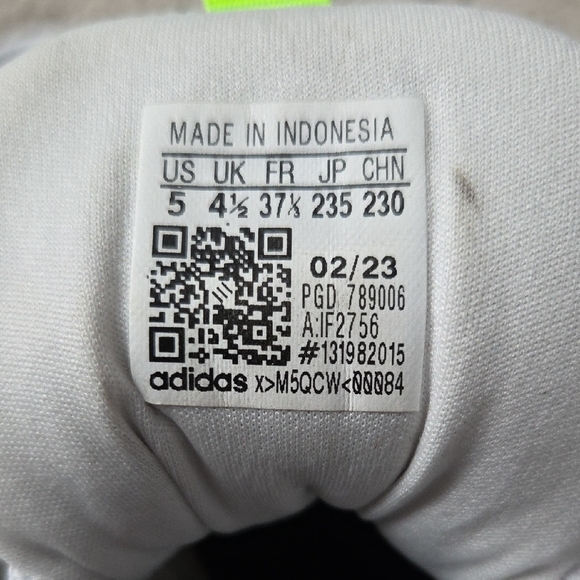 MADE IN INDONESIA
US UK FR JP CHN
5 4½ 37⅓ 235 230
02/23
PGD 789006
A:IF2756
#131982015
adidas x>M5QCW<00084